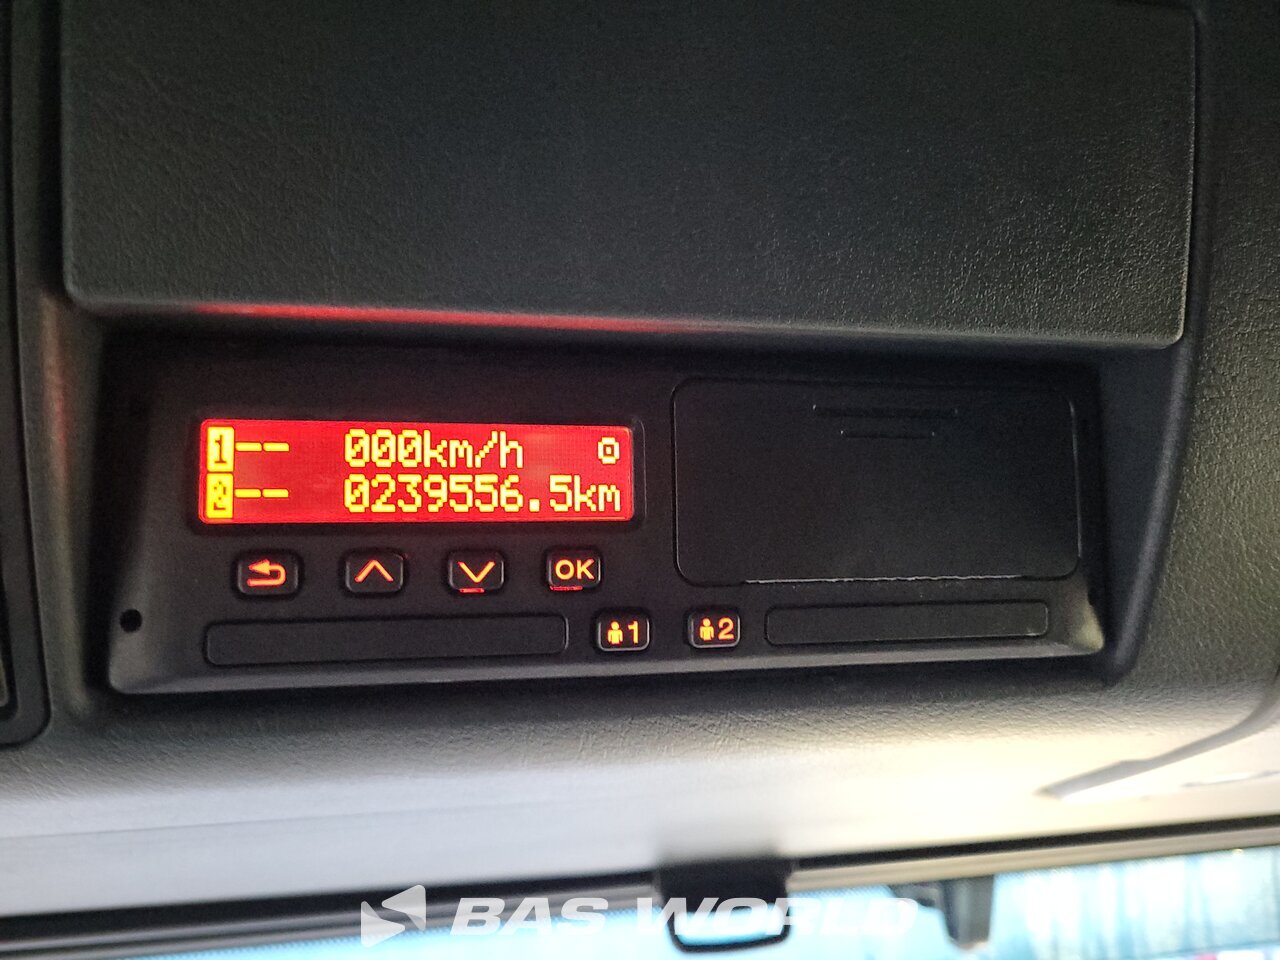 1-- 000km/h
2-- 0239556.5km
OK
1 2
BAS WORLD